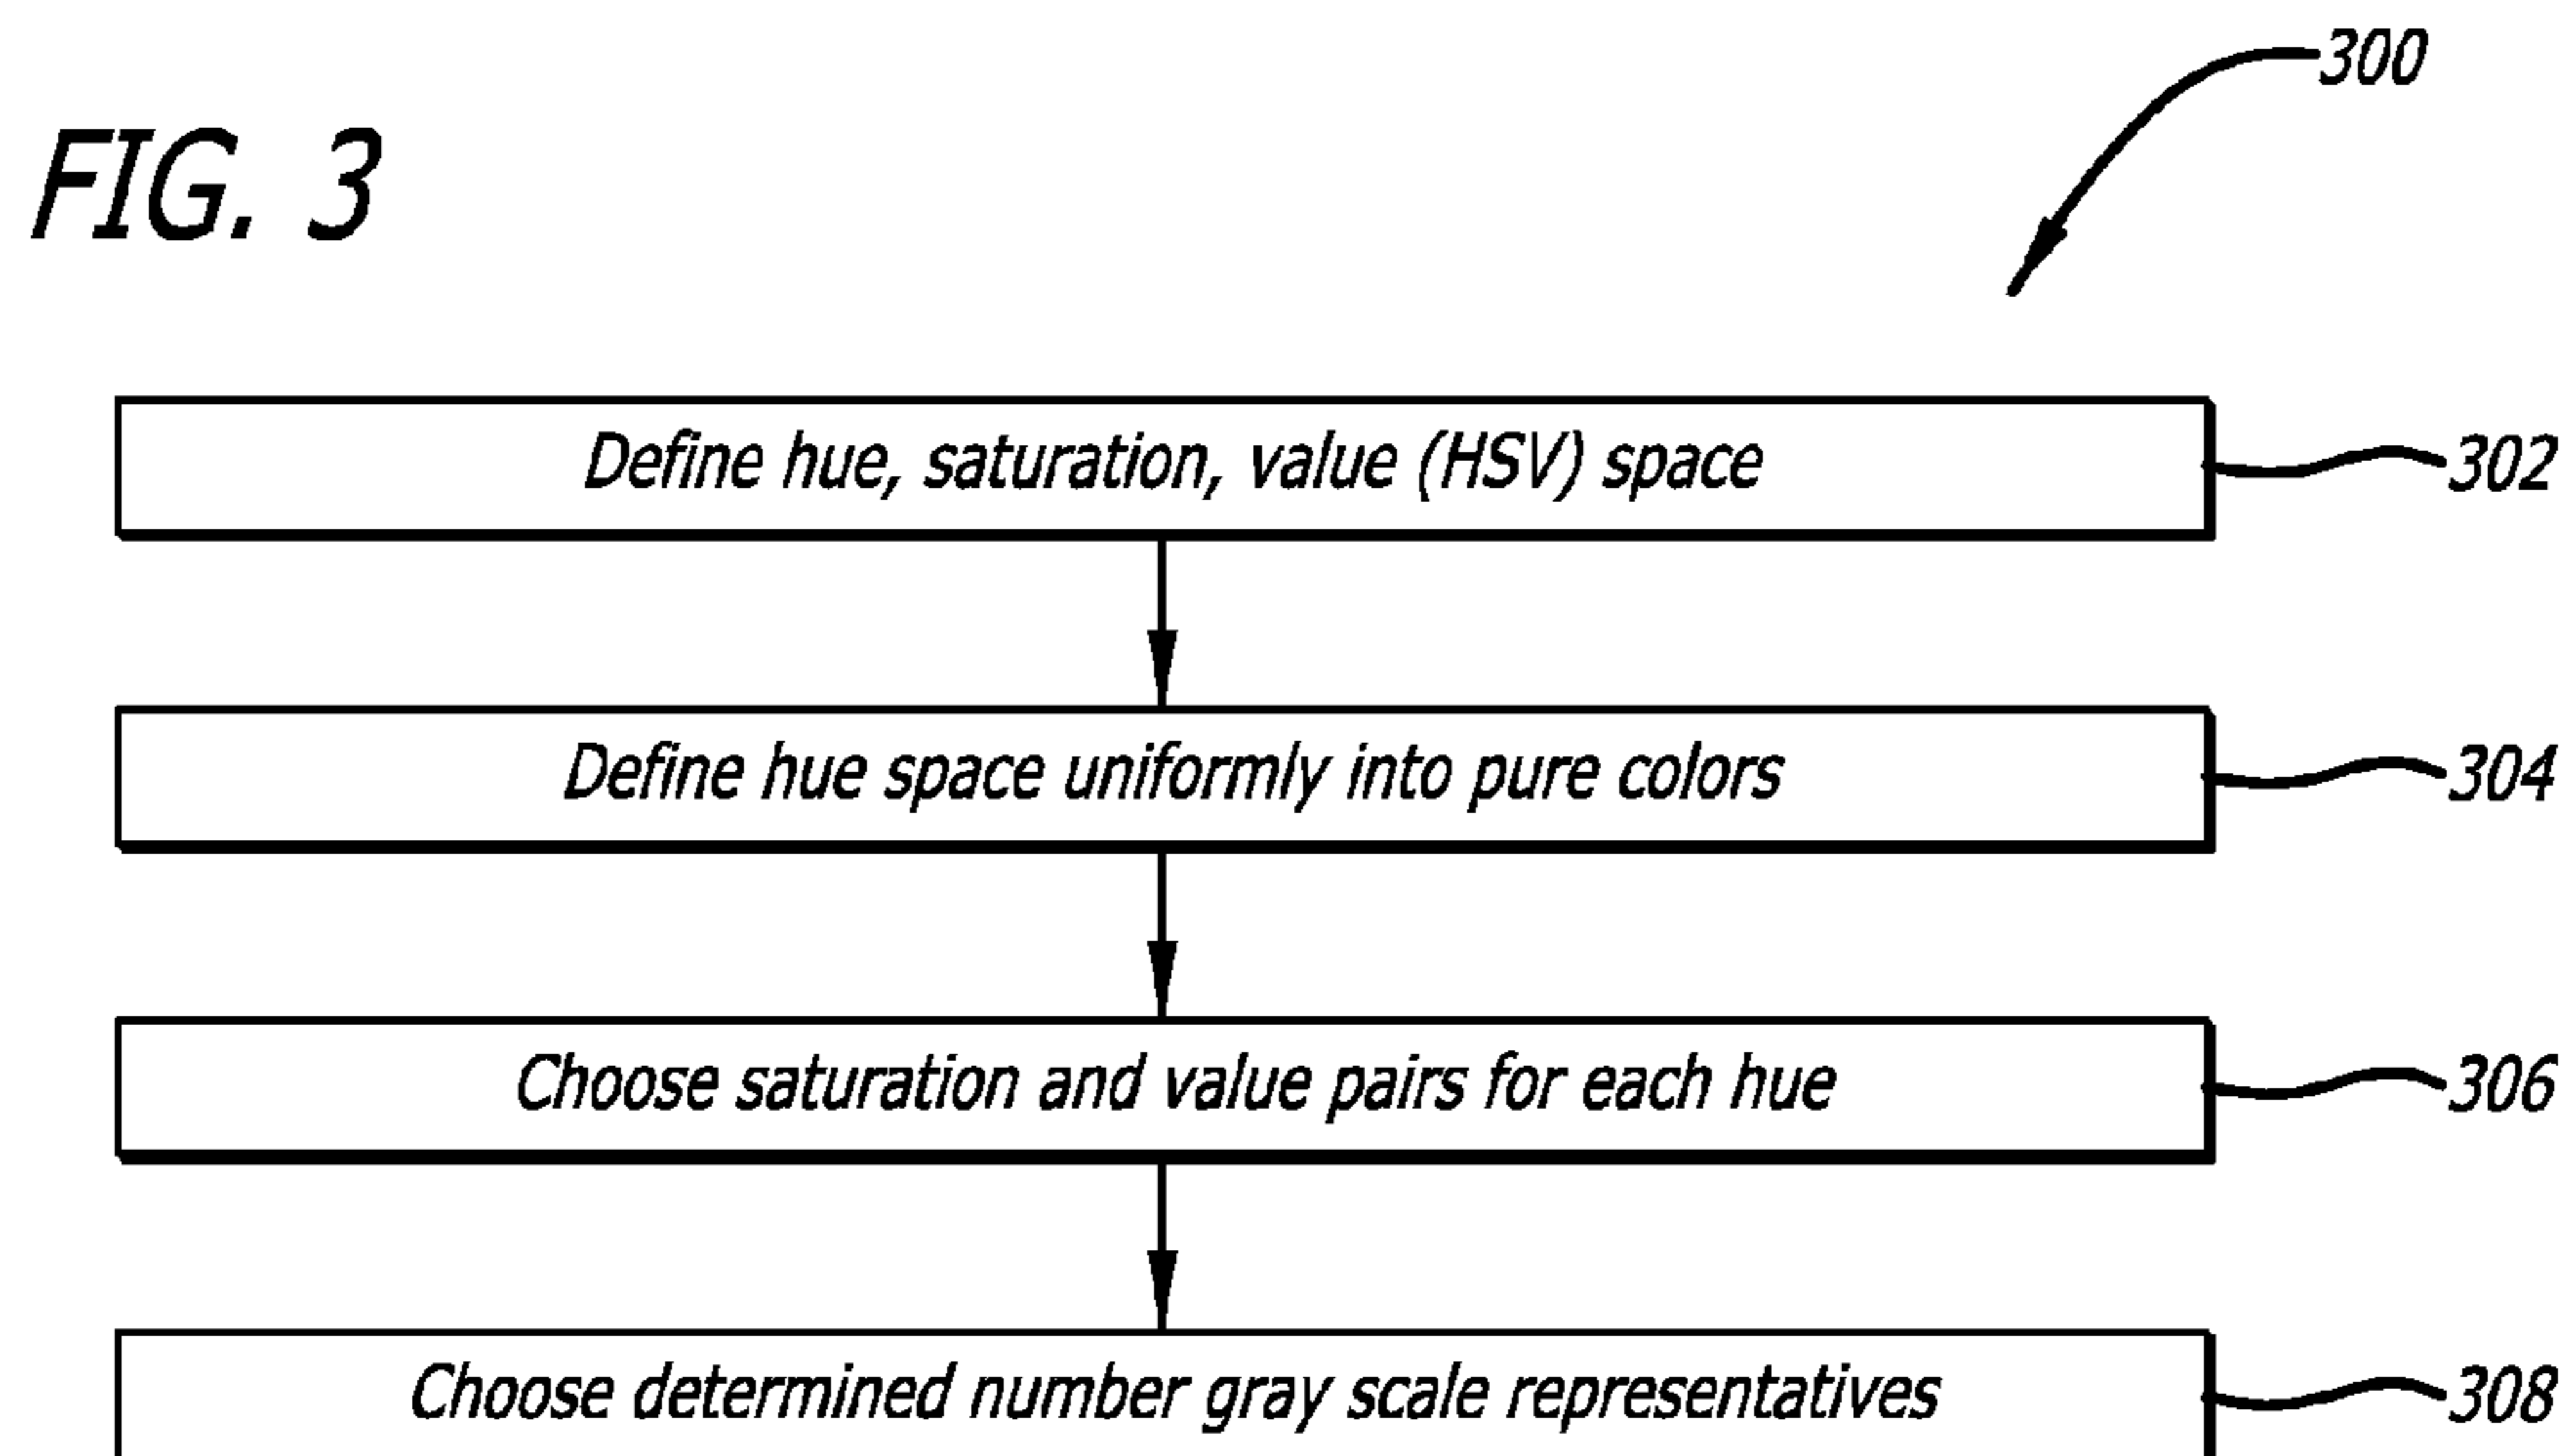 300
FIG. 3
Define hue, saturation, value (HSV) space
302
Define hue space uniformly into pure colors
304
Choose saturation and value pairs for each hue
306
Choose determined number gray scale representatives
308